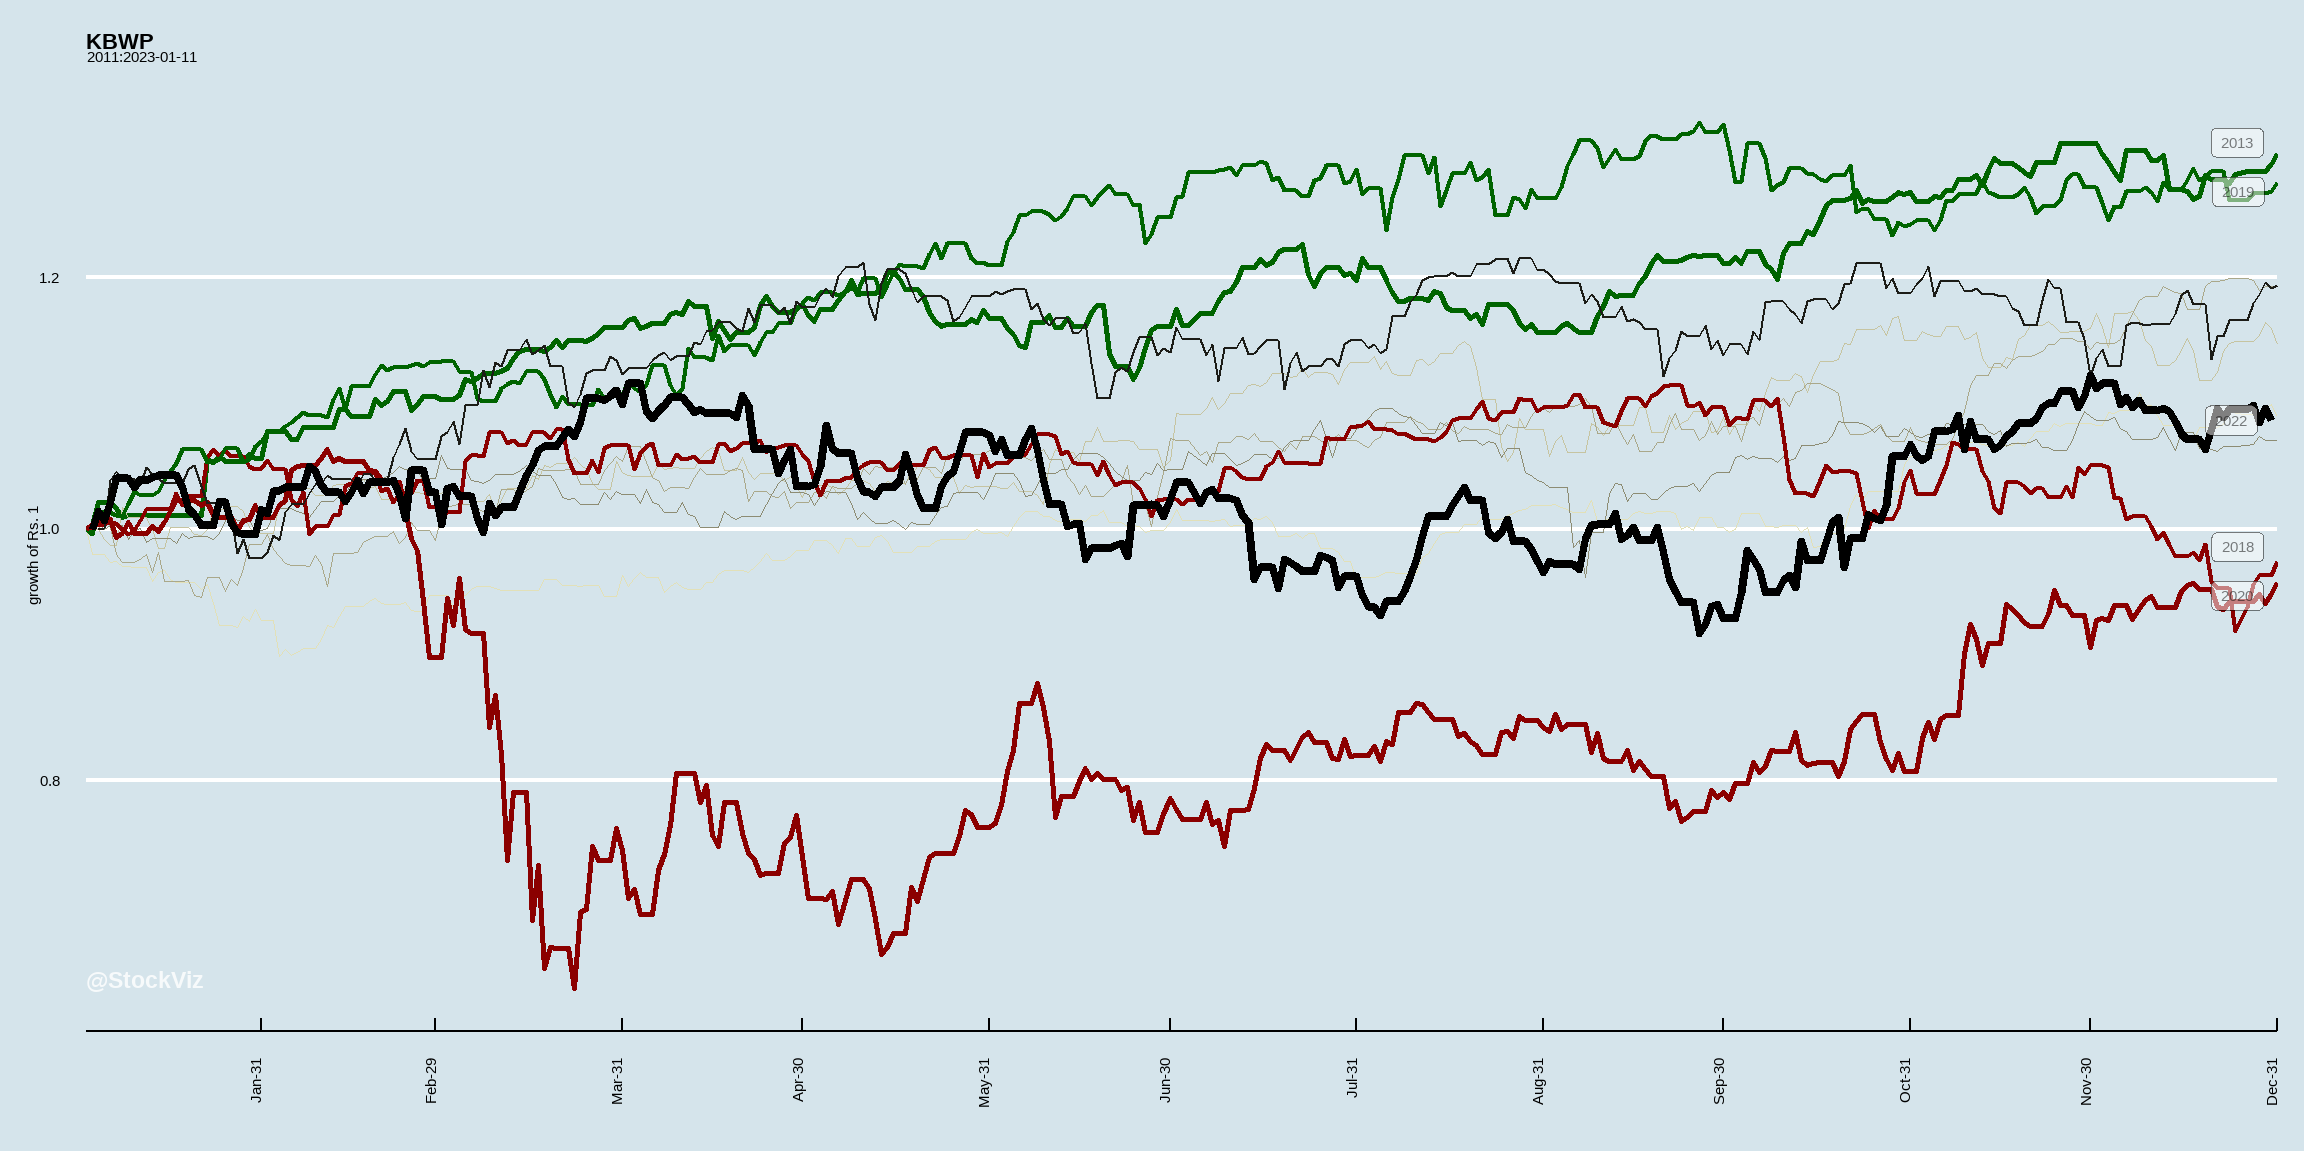 KBWP
2011:2023-01-11
2013
2019
1.2
2022
1.0
growth of Rs. 1
2018
2020
0.8
@StockViz
Jan-31
Feb-29
Mar-31
Apr-30
May-31
Jun-30
Jul-31
Aug-31
Sep-30
Oct-31
Nov-30
Dec-31